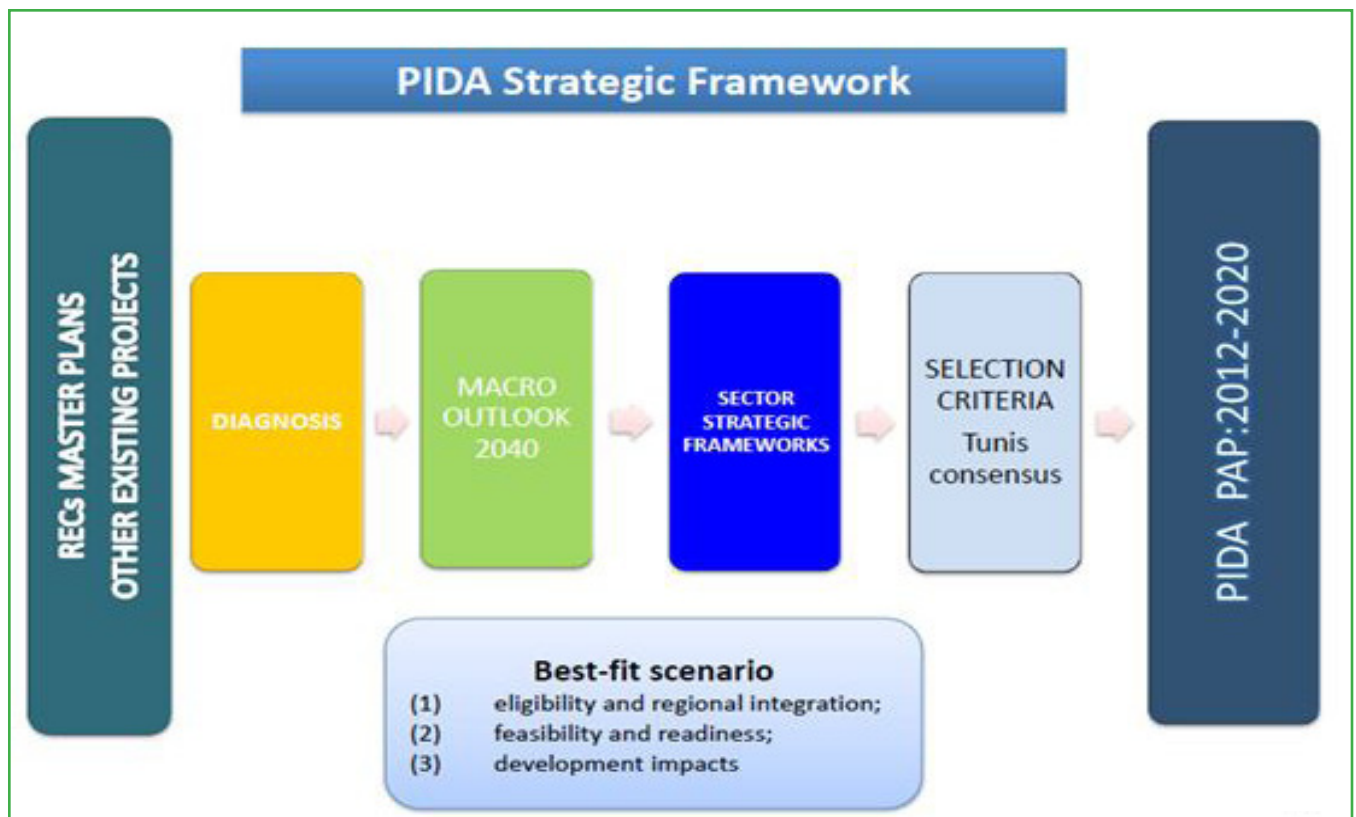 PIDA Strategic Framework
RECs MASTER PLANS
OTHER EXISTING PROJECTS
DIAGNOSIS
MACRO
OUTLOOK
2040
SECTOR
STRATEGIC
FRAMEWORKS
SELECTION
CRITERIA
Tunis
consensus
PIDA PAP:2012-2020
Best-fit scenario
(1) eligibility and regional integration;
(2) feasibility and readiness;
(3) development impacts